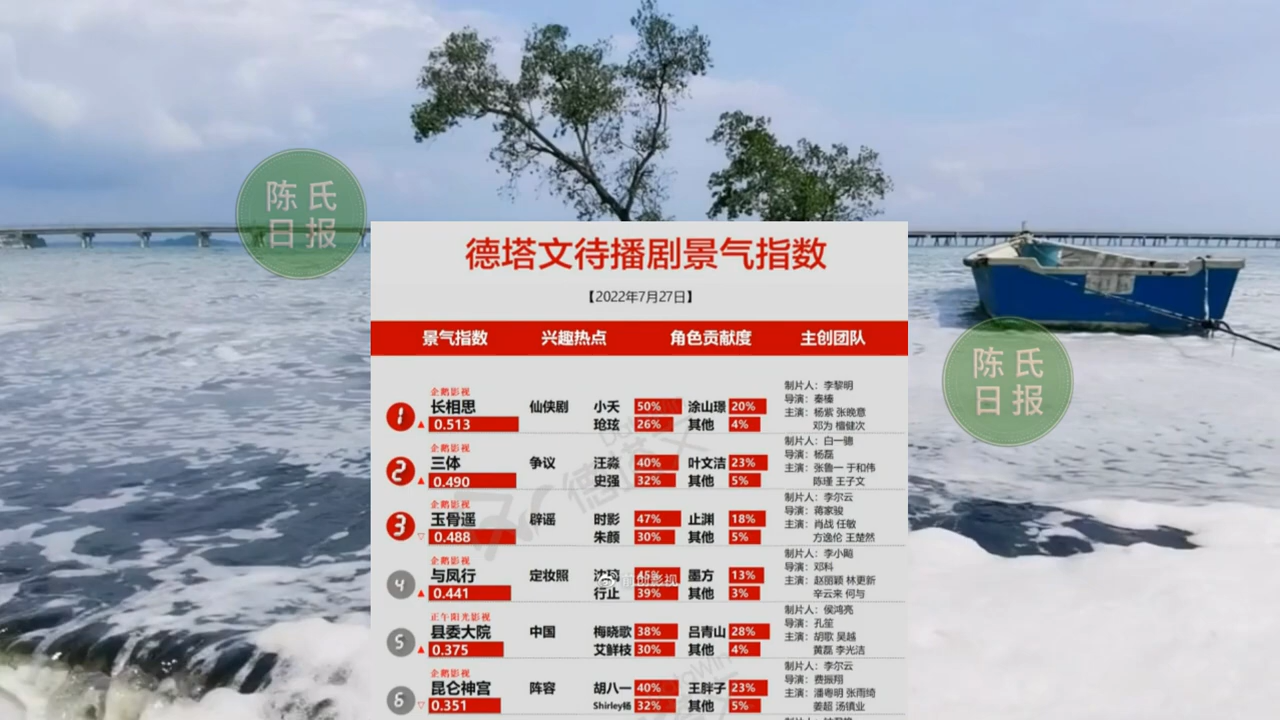 陈氏
日报
德塔文待播剧景气指数
【2022年7月27日】
景气指数 兴趣热点 角色贡献度 主创团队
企鹅影视
1 长相思 0.513 仙侠剧
小夭 50% 涂山璟 20%
玱玹 26% 其他 4%
制片人：李黎明
导演：秦榛
主演：杨紫 张晚意
邓为 檀健次
企鹅影视
2 三体 0.490 争议
汪淼 40% 叶文洁 23%
史强 32% 其他 5%
制片人：白一骢
导演：杨磊
主演：张鲁一 于和伟
陈瑾 王子文
企鹅影视
3 玉骨遥 0.488 辟谣
时影 47% 止渊 18%
朱颜 30% 其他 5%
制片人：李尔云
导演：蒋家骏
主演：肖战 任敏
方逸伦 王楚然
企鹅影视
4 与凤行 0.441 定妆照
45% 墨方 13%
行止 39% 其他 3%
制片人：李小飚
导演：邓科
主演：赵丽颖 林更新
辛云来 何与
正午阳光影视
5 县委大院 0.375 中国
梅晓歌 38% 吕青山 28%
艾鲜枝 30% 其他 4%
制片人：侯鸿亮
导演：孔笙
主演：胡歌 吴越
黄磊 李光洁
企鹅影视
6 昆仑神宫 0.351 阵容
胡八一 40% 王胖子 23%
Shirley杨 32% 其他 5%
制片人：李尔云
导演：费振翔
主演：潘粤明 张雨绮
姜超 汤镇业
陈氏
日报